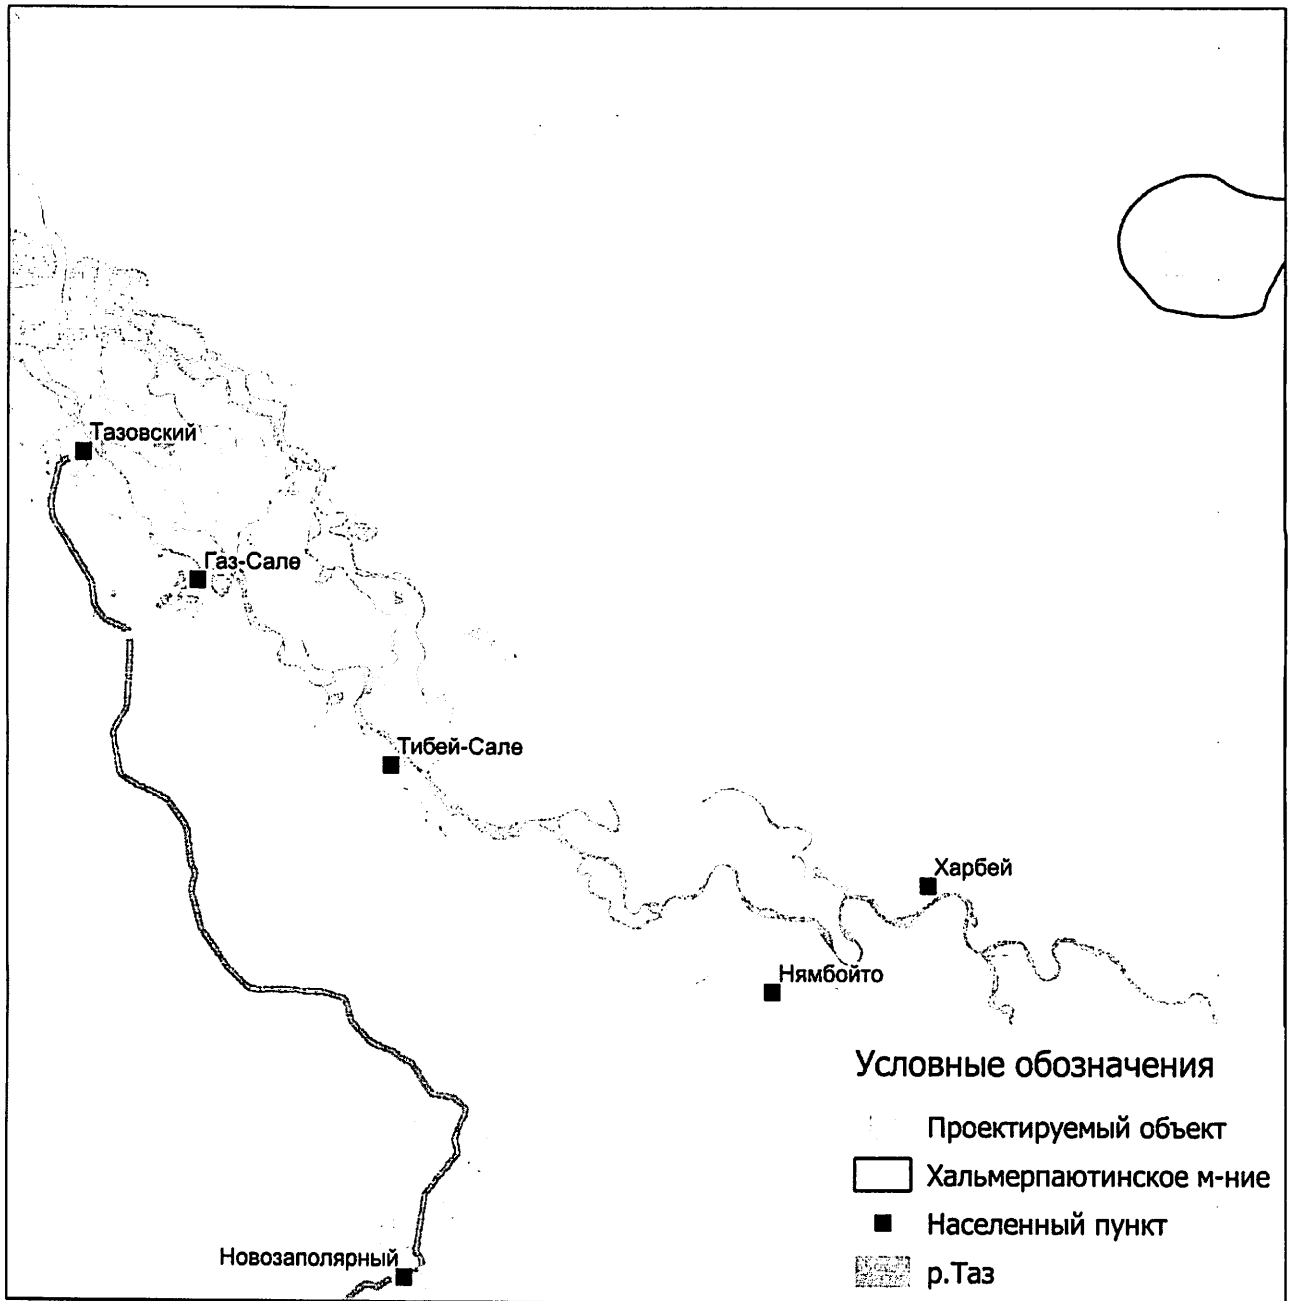 Тазовский
Газ-Сале
Тибей-Сале
Харбей
Нямбойто
Условные обозначения
Проектируемый объект
Хальмерпаютинское м-ние
Населенный пункт
Новозаполярный
р.Таз